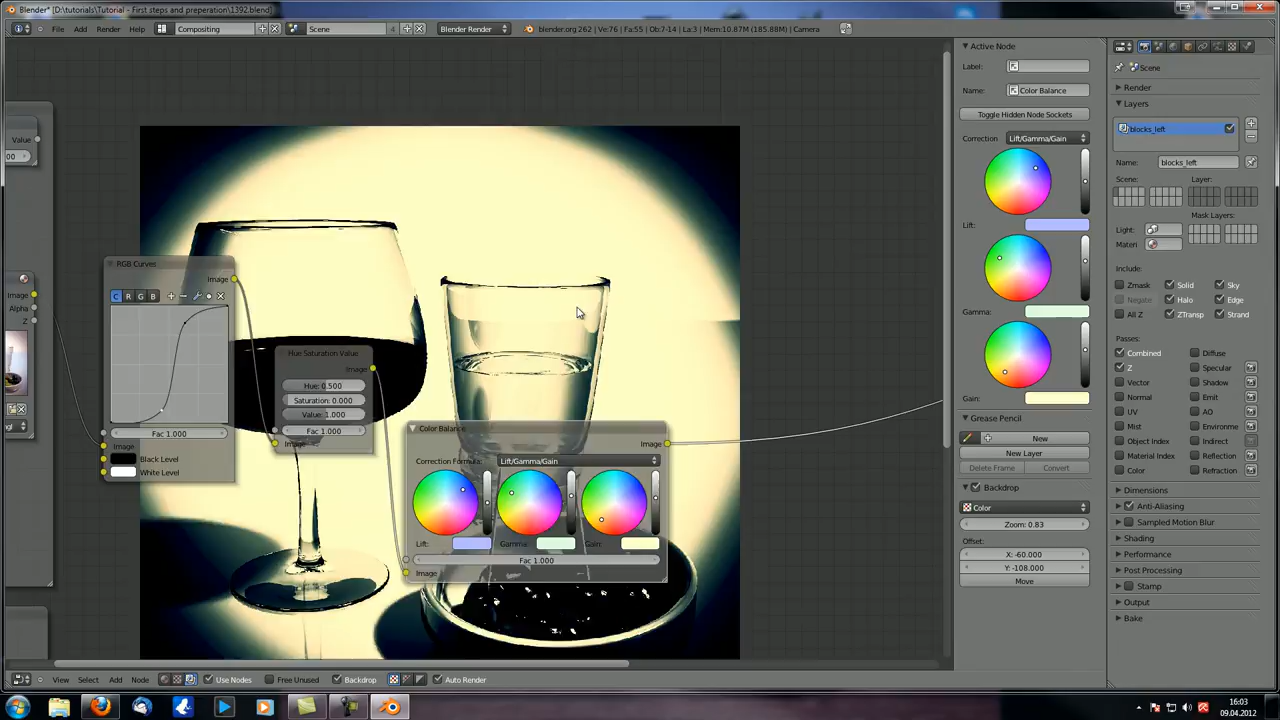 Blender* [D:\tutorials\Tutorial - First steps and preperation\1392.blend]
File Add Render Help Compositing Scene 4 Blender Render blender.org 262 | Ve:76 | Fa:55 | Ob:7-14 | La:3 | Mem:10.87M (185.88M) | Camera
Value
00
Image
Alpha
Z
RGB Curves
Image
C R G B
Fac 1.000
Image
Black Level
White Level
Hue Saturation Value
Image
Hue: 0.500
Saturation: 0.000
Value: 1.000
Fac 1.000
Image
Color Balance
Image
Correction Formula: Lift/Gamma/Gain
Lift: Gamma: Gain:
Fac 1.000
Image
Active Node
Label:
Name: Color Balance
Toggle Hidden Node Sockets
Correction Lift/Gamma/Gain
Lift:
Gamma:
Gain:
Grease Pencil
New
New Layer
Delete Frame Convert
Backdrop
Color
Zoom: 0.83
Offset:
X: -60.000
Y: -108.000
Move
Scene
Render
Layers
blocks_left
Name: blocks_left
Scene: Layer:
Mask Layers:
Light:
Materi
Include:
Zmask Solid Sky
Negate Halo Edge
All Z ZTransp Strand
Passes:
Combined Diffuse
Z Specular
Vector Shadow
Normal Emit
UV AO
Mist Environment
Object Index Indirect
Material Index Reflection
Color Refraction
Dimensions
Anti-Aliasing
Sampled Motion Blur
Shading
Performance
Post Processing
Stamp
Output
Bake
View Select Add Node Use Nodes Free Unused Backdrop Auto Render
16:03
09.04.2012